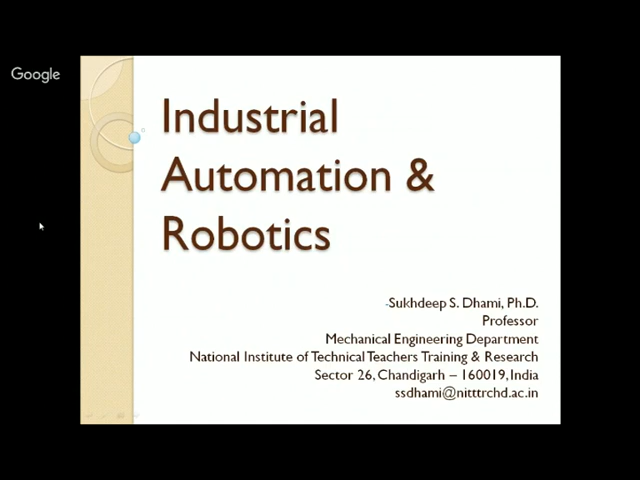 Google
Industrial
Automation &
Robotics
-Sukhdeep S. Dhami, Ph.D.
Professor
Mechanical Engineering Department
National Institute of Technical Teachers Training & Research
Sector 26, Chandigarh – 160019, India
ssdhami@nitttrchd.ac.in